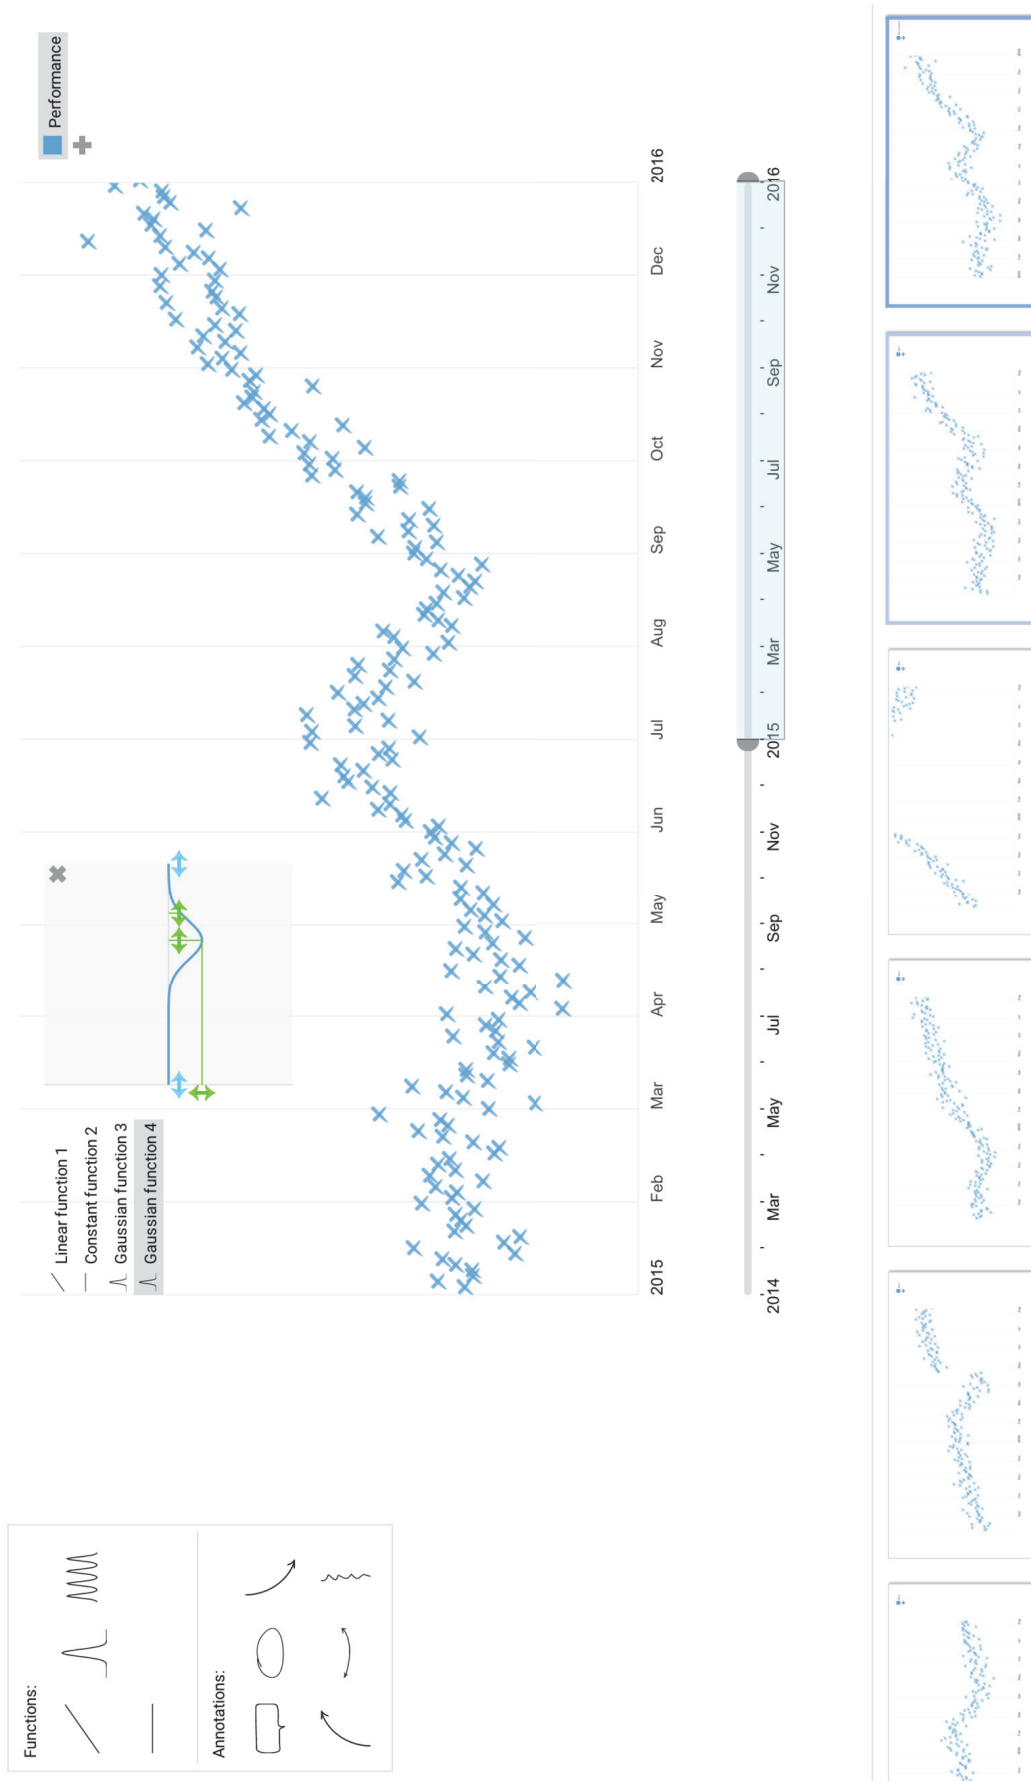 Functions:
Annotations:
Linear function 1
Constant function 2
Gaussian function 3
Gaussian function 4
Performance
2015 Feb Mar Apr May Jun Jul Aug Sep Oct Nov Dec 2016
2014 Mar May Jul Sep Nov 2015 Mar May Jul Sep Nov 2016